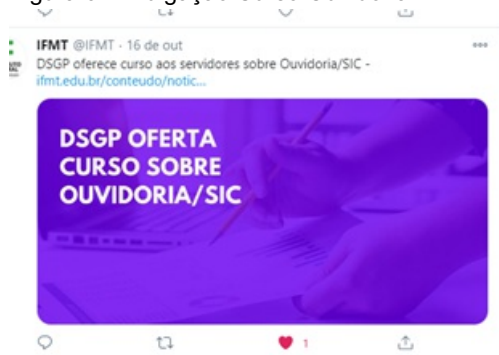 IFMT @IFMT · 16 de out
DSGP oferece curso aos servidores sobre Ouvidoria/SIC -
ifmt.edu.br/conteudo/notic...
DSGP OFERTA
CURSO SOBRE
OUVIDORIA/SIC
1